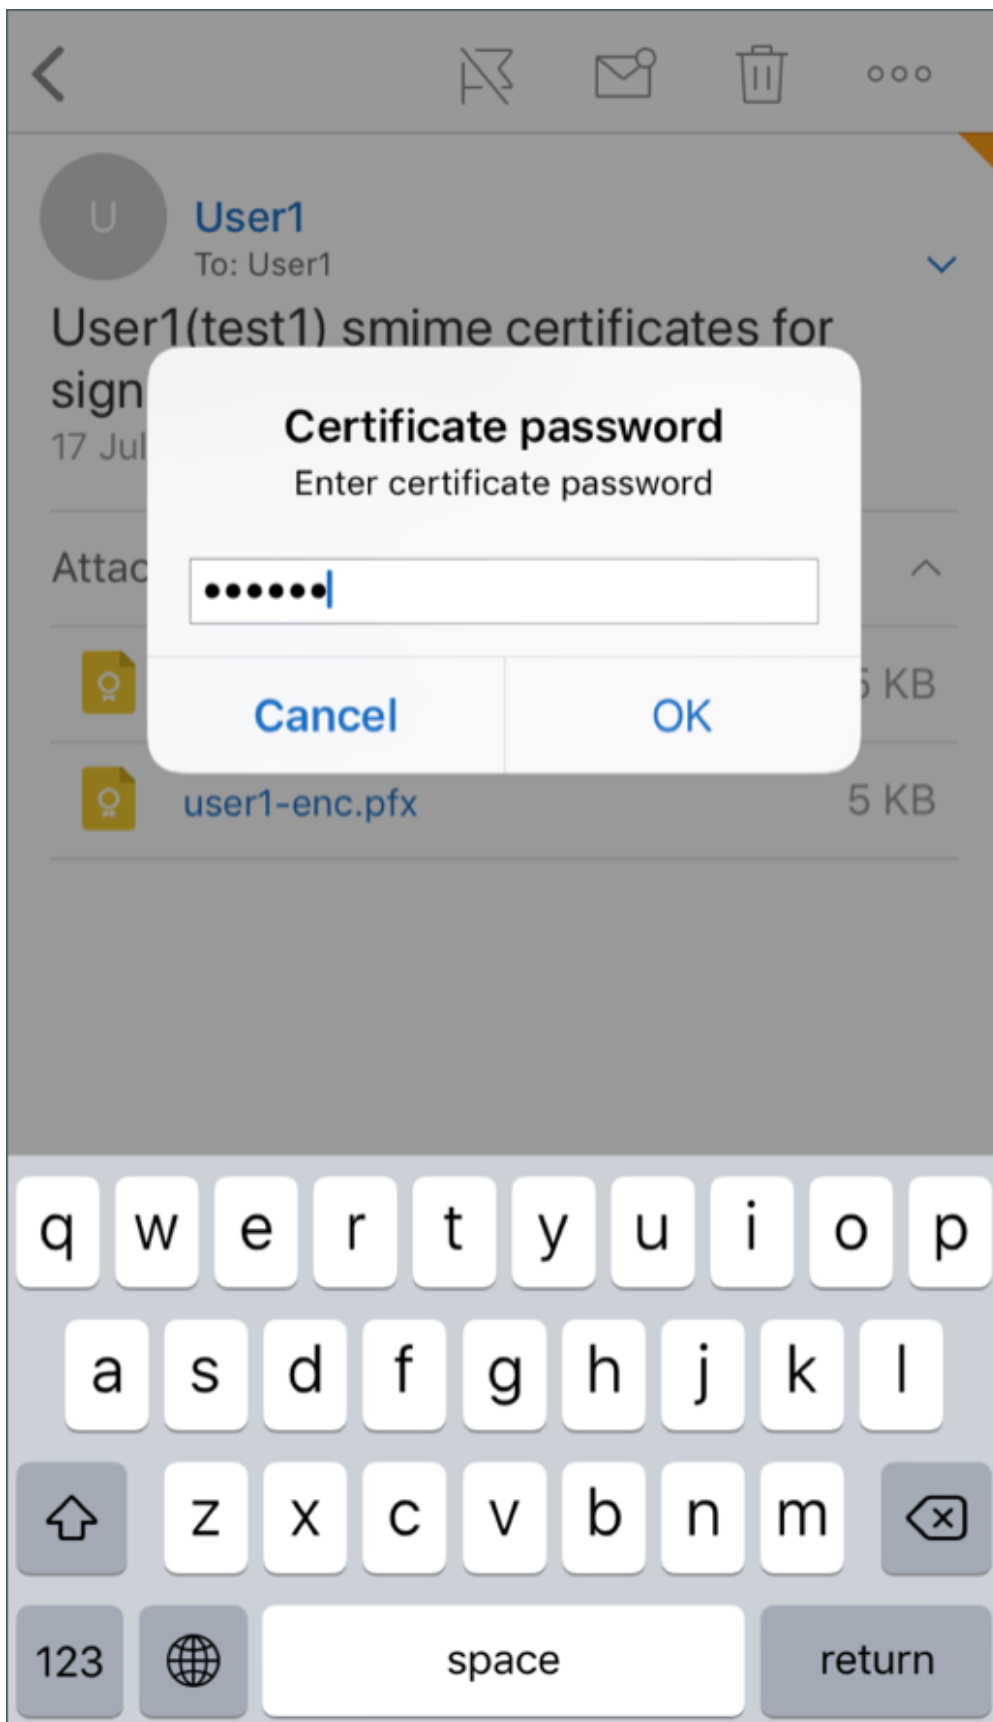 U
User1
To: User1
User1(test1) smime certificates for
sign
17 Jul
Certificate password
Enter certificate password
••••••
Cancel
OK
Attac
KB
user1-enc.pfx
5 KB
q w e r t y u i o p
a s d f g h j k l
z x c v b n m
123
space
return